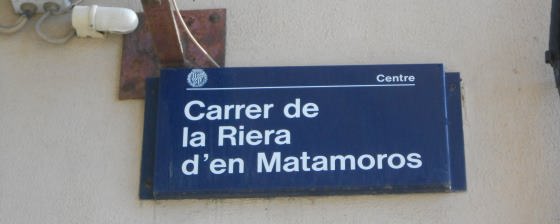 Centre
Carrer de
la Riera
d'en Matamoros